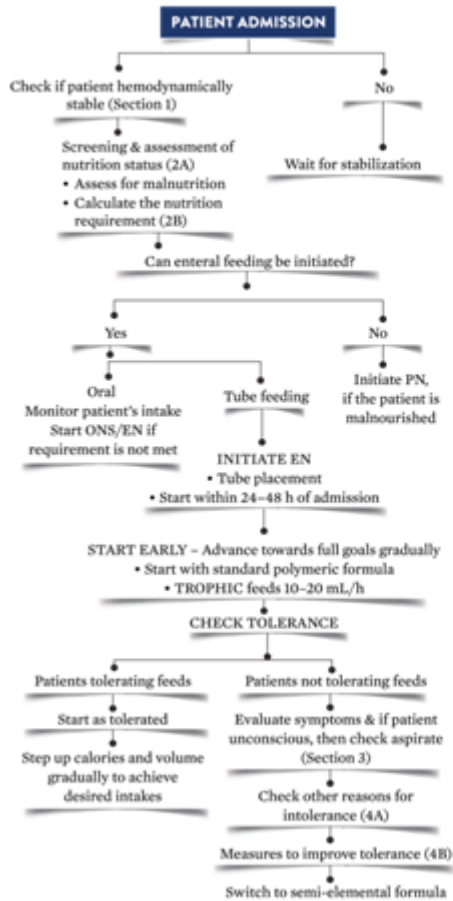 PATIENT ADMISSION
Check if patient hemodynamically
stable (Section 1)
No
Screening & assessment of
nutrition status (2A)
• Assess for malnutrition
• Calculate the nutrition
requirement (2B)
Wait for stabilization
Can enteral feeding be initiated?
Yes
No
Oral
Monitor patient's intake
Start ONS/EN if
requirement is not met
Tube feeding
Initiate PN,
if the patient is
malnourished
INITIATE EN
• Tube placement
• Start within 24–48 h of admission
START EARLY – Advance towards full goals gradually
• Start with standard polymeric formula
• TROPHIC feeds 10–20 mL/h
CHECK TOLERANCE
Patients tolerating feeds
Start as tolerated
Step up calories and volume
gradually to achieve
desired intakes
Patients not tolerating feeds
Evaluate symptoms & if patient
unconscious, then check aspirate
(Section 3)
Check other reasons for
intolerance (4A)
Measures to improve tolerance (4B)
Switch to semi-elemental formula